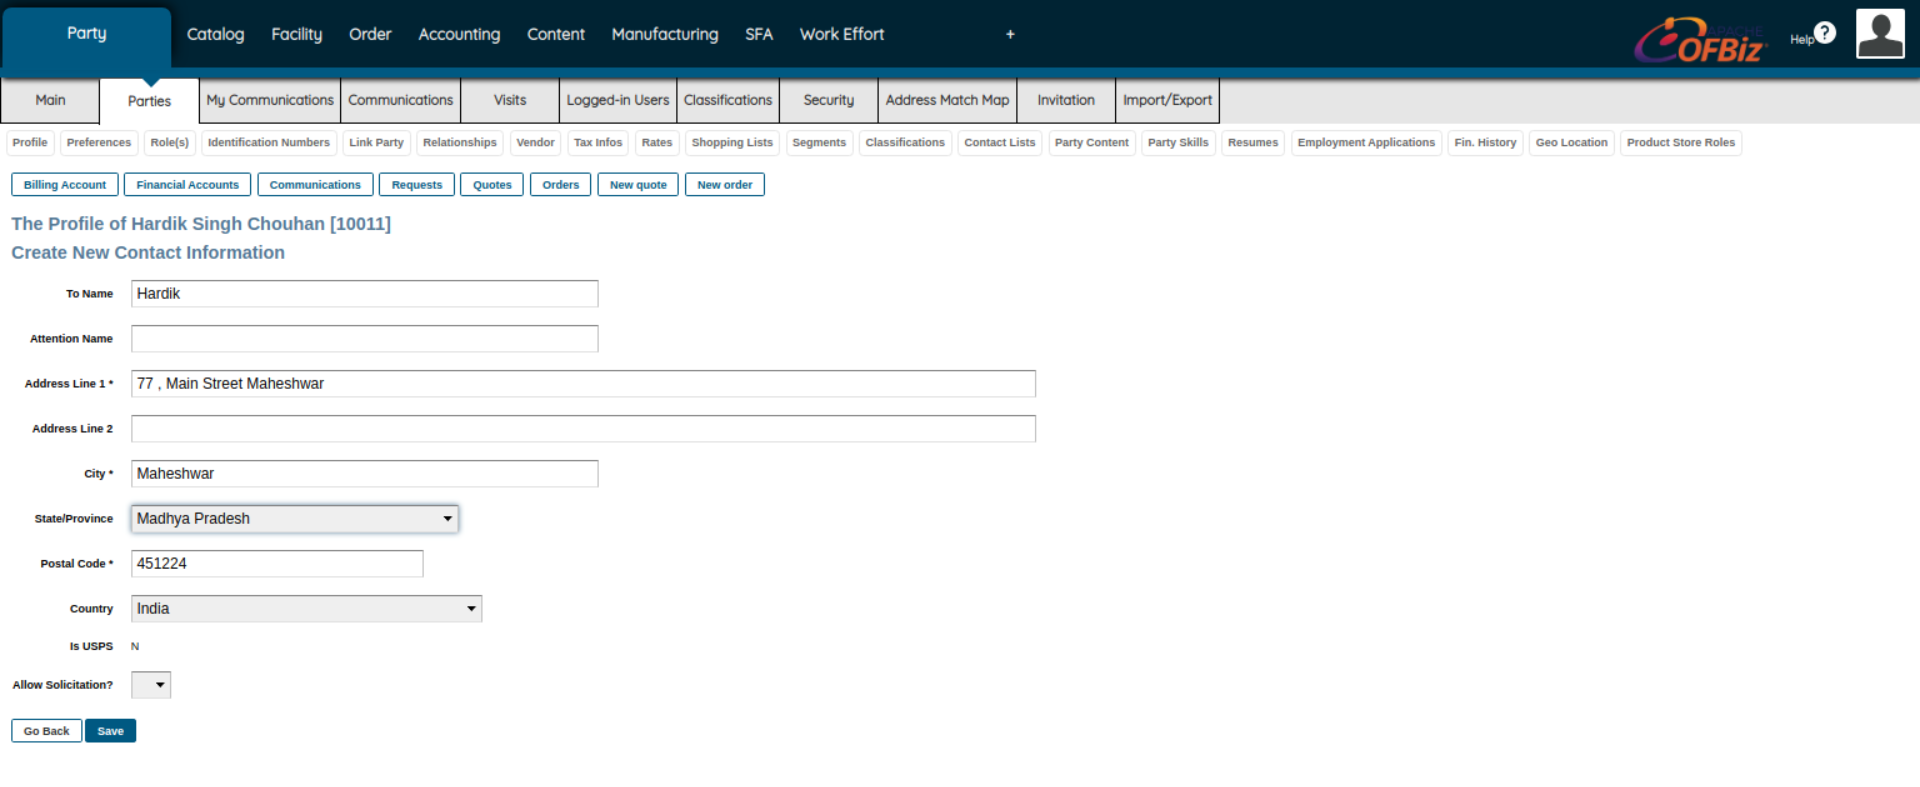 Party Catalog Facility Order Accounting Content Manufacturing SFA Work Effort + APACHE OFBiz Help ?
Main Parties My Communications Communications Visits Logged-in Users Classifications Security Address Match Map Invitation Import/Export
Profile Preferences Role(s) Identification Numbers Link Party Relationships Vendor Tax Infos Rates Shopping Lists Segments Classifications Contact Lists Party Content Party Skills Resumes Employment Applications Fin. History Geo Location Product Store Roles
Billing Account Financial Accounts Communications Requests Quotes Orders New quote New order
The Profile of Hardik Singh Chouhan [10011]
Create New Contact Information
To Name Hardik
Attention Name
Address Line 1 * 77 , Main Street Maheshwar
Address Line 2
City * Maheshwar
State/Province Madhya Pradesh
Postal Code * 451224
Country India
Is USPS N
Allow Solicitation?
Go Back Save